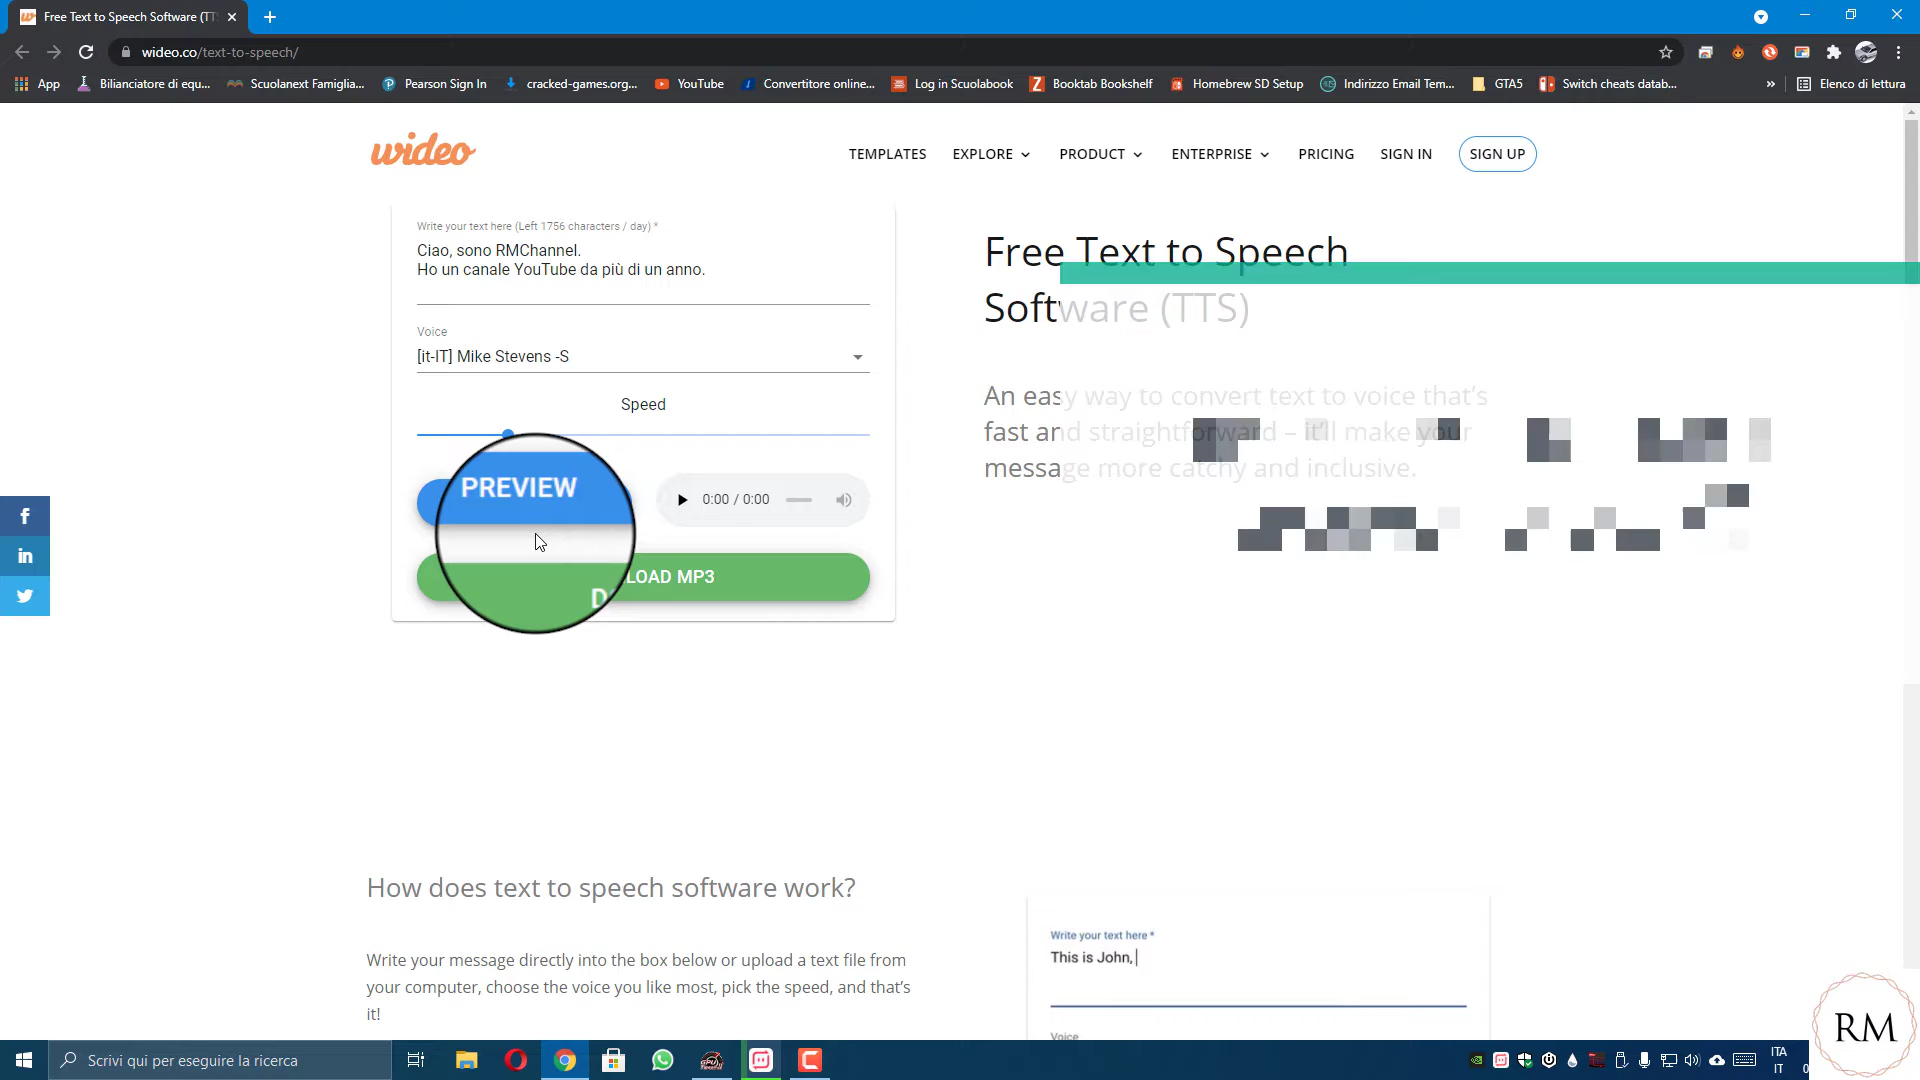 Free Text to Speech Software (TT
wideo.co/text-to-speech/
App
Bilianciatore di equ...
Scuolanext Famiglia...
Pearson Sign In
cracked-games.org...
YouTube
Convertitore online...
Log in Scuolabook
Booktab Bookshelf
Homebrew SD Setup
Indirizzo Email Tem...
GTA5
Switch cheats datab...
»
Elenco di lettura
wideo
TEMPLATES
EXPLORE
PRODUCT
ENTERPRISE
PRICING
SIGN IN
SIGN UP
Write your text here (Left 1756 characters / day) *
Ciao, sono RMChannel.
Ho un canale YouTube da più di un anno.
Voice
[it-IT] Mike Stevens -S
Speed
PREVIEW
0:00 / 0:00
D
LOAD MP3
Free Text to Speech
Software (TTS)
An easy way to convert text to voice that's
fast and straightforward – it'll make your
message more catchy and inclusive.
f
in
How does text to speech software work?
Write your message directly into the box below or upload a text file from
your computer, choose the voice you like most, pick the speed, and that's
it!
Write your text here *
This is John,
Voice
RM
Scrivi qui per eseguire la ricerca
ITA
IT